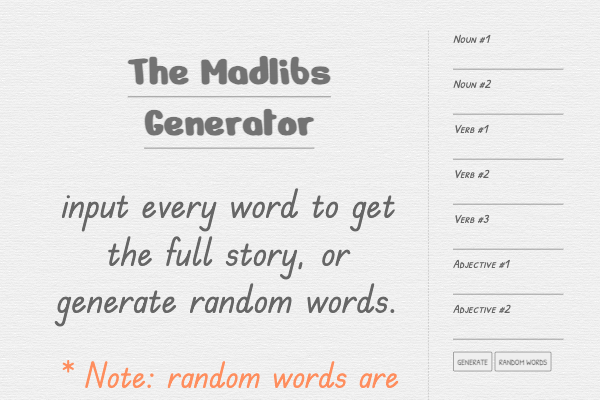 The Madlibs
Generator
input every word to get
the full story, or
generate random words.
* Note: random words are
Noun #1
Noun #2
Verb #1
Verb #2
Verb #3
Adjective #1
Adjective #2
GENERATE RANDOM WORDS